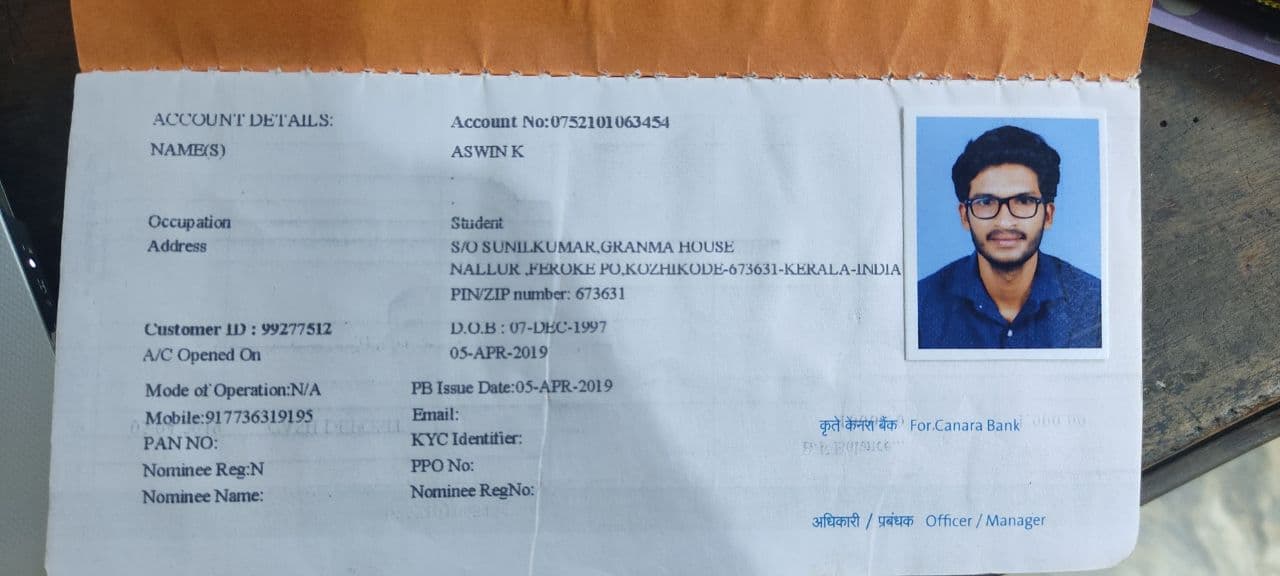 ACCOUNT DETAILS: Account No:0752101063454
NAME(S) ASWIN K
Occupation Student
Address S/O SUNILKUMAR,GRANMA HOUSE
NALLUR ,FEROKE PO,KOZHIKODE-673631-KERALA-INDIA
PIN/ZIP number: 673631
Customer ID : 99277512 D.O.B : 07-DEC-1997
A/C Opened On 05-APR-2019
Mode of Operation:N/A PB Issue Date:05-APR-2019
Mobile:917736319195 Email:
PAN NO: KYC Identifier:
Nominee Reg:N PPO No:
Nominee Name: Nominee RegNo:
कृते केनरा बैंक For Canara Bank
अधिकारी / प्रबंधक Officer / Manager